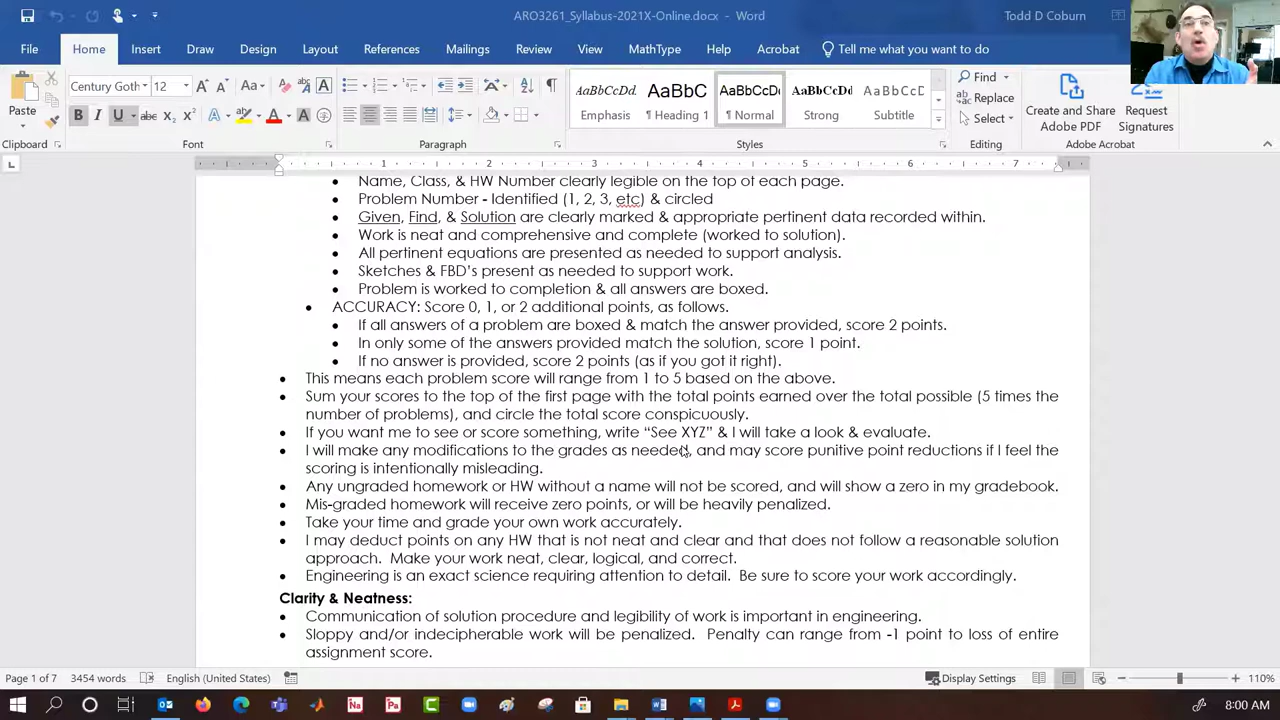 ARO3261_Syllabus-2021X-Online.docx - Word
Todd D Coburn
File Home Insert Draw Design Layout References Mailings Review View MathType Help Acrobat Tell me what you want to do
Paste
Century Goth 12
Emphasis
Heading 1
Normal
Strong
Subtitle
Find
Replace
Select
Create and Share
Adobe PDF
Request
Signatures
Clipboard Font Paragraph Styles Editing Adobe Acrobat
1 1 2 3 4 5 6 7
• Name, Class, & HW Number clearly legible on the top of each page.
• Problem Number - Identified (1, 2, 3, etc) & circled
• Given, Find, & Solution are clearly marked & appropriate pertinent data recorded within.
• Work is neat and comprehensive and complete (worked to solution).
• All pertinent equations are presented as needed to support analysis.
• Sketches & FBD's present as needed to support work.
• Problem is worked to completion & all answers are boxed.
• ACCURACY: Score 0, 1, or 2 additional points, as follows.
• If all answers of a problem are boxed & match the answer provided, score 2 points.
• In only some of the answers provided match the solution, score 1 point.
• If no answer is provided, score 2 points (as if you got it right).
• This means each problem score will range from 1 to 5 based on the above.
• Sum your scores to the top of the first page with the total points earned over the total possible (5 times the
number of problems), and circle the total score conspicuously.
• If you want me to see or score something, write “See XYZ” & I will take a look & evaluate.
• I will make any modifications to the grades as needed, and may score punitive point reductions if I feel the
scoring is intentionally misleading.
• Any ungraded homework or HW without a name will not be scored, and will show a zero in my gradebook.
• Mis-graded homework will receive zero points, or will be heavily penalized.
• Take your time and grade your own work accurately.
• I may deduct points on any HW that is not neat and clear and that does not follow a reasonable solution
approach. Make your work neat, clear, logical, and correct.
• Engineering is an exact science requiring attention to detail. Be sure to score your work accordingly.
Clarity & Neatness:
• Communication of solution procedure and legibility of work is important in engineering.
• Sloppy and/or indecipherable work will be penalized. Penalty can range from -1 point to loss of entire
assignment score.
Page 1 of 7 3454 words English (United States) Display Settings 110%
8:00 AM